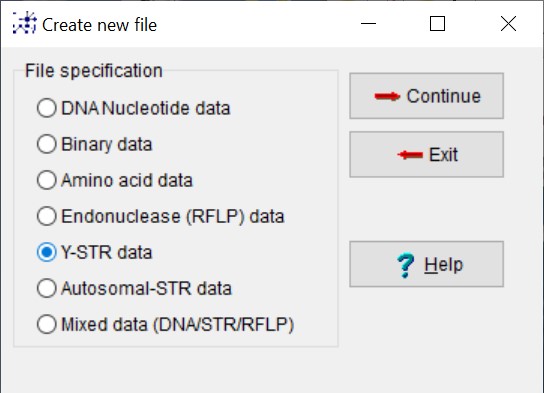 Create new file
File specification
DNA Nucleotide data
Binary data
Amino acid data
Endonuclease (RFLP) data
Y-STR data
Autosomal-STR data
Mixed data (DNA/STR/RFLP)
Continue
Exit
Help